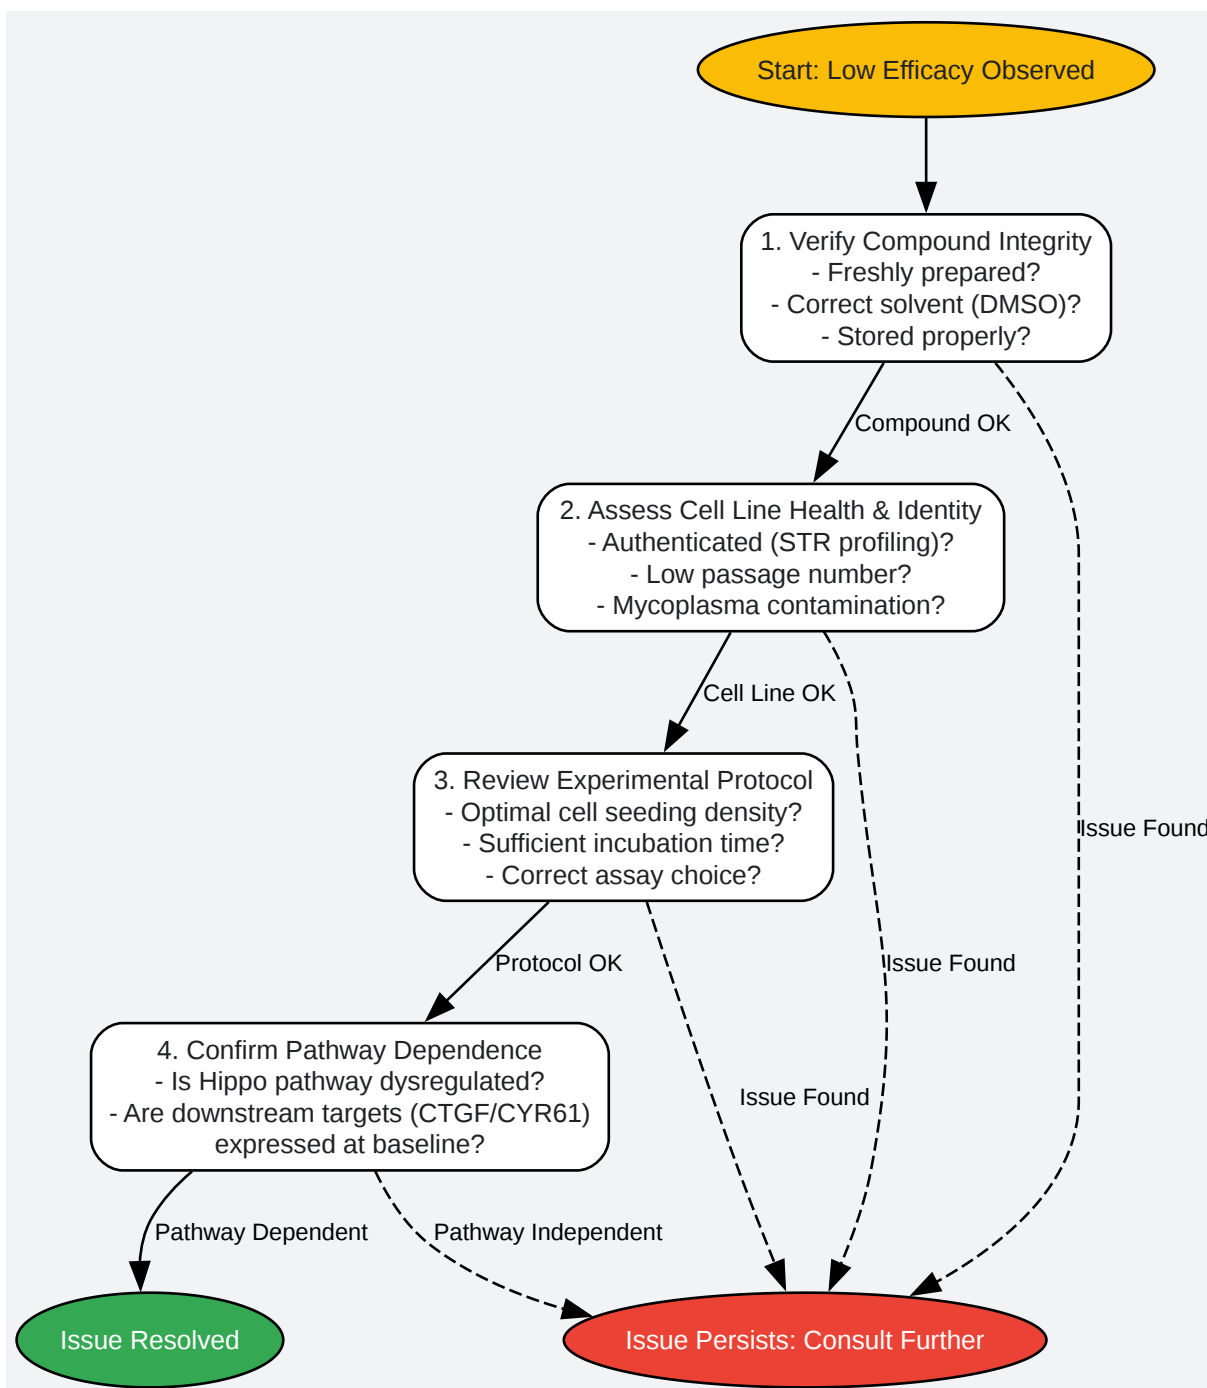 Start: Low Efficacy Observed
1. Verify Compound Integrity
- Freshly prepared?
- Correct solvent (DMSO)?
- Stored properly?
Compound OK
2. Assess Cell Line Health & Identity
- Authenticated (STR profiling)?
- Low passage number?
- Mycoplasma contamination?
Cell Line OK
3. Review Experimental Protocol
- Optimal cell seeding density?
- Sufficient incubation time?
- Correct assay choice?
Issue Found
Protocol OK
Issue Found
4. Confirm Pathway Dependence
- Is Hippo pathway dysregulated?
- Are downstream targets (CTGF/CYR61)
expressed at baseline?
Issue Found
Pathway Dependent
Pathway Independent
Issue Resolved
Issue Persists: Consult Further